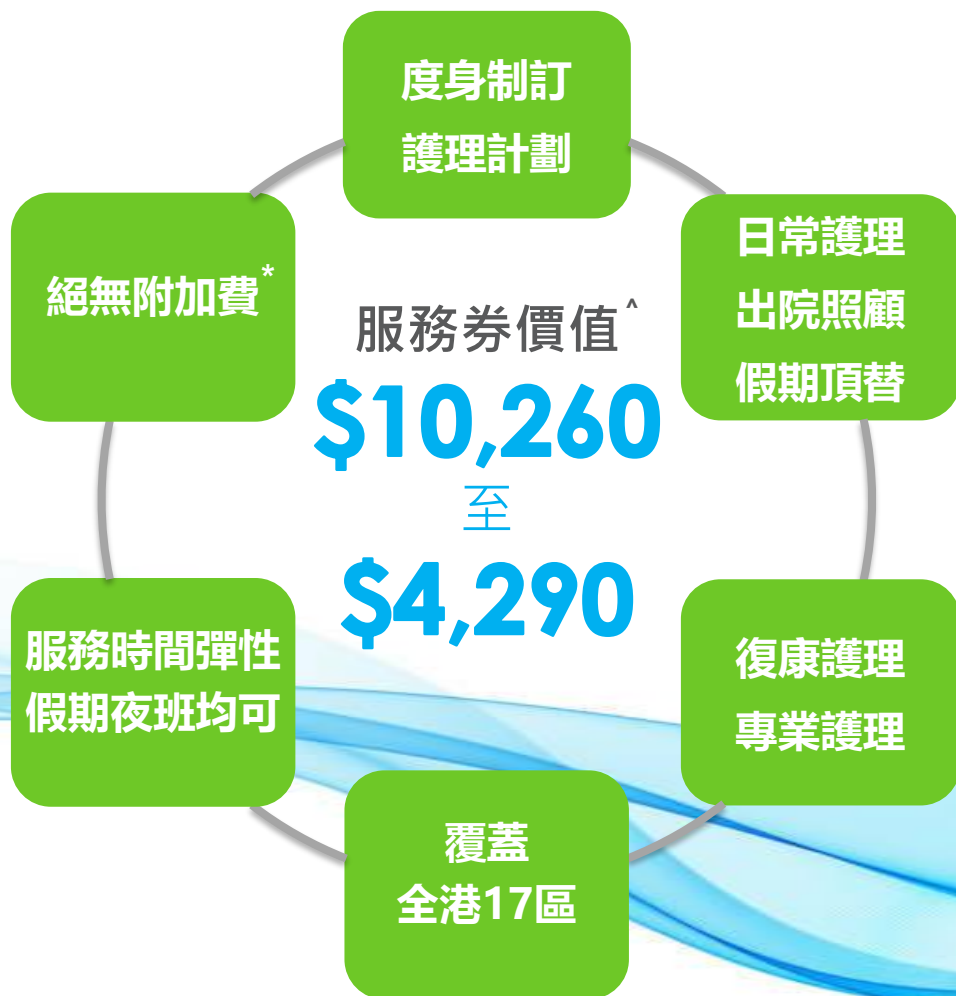 度身制訂
護理計劃
日常護理
出院照顧
假期頂替
絕無附加費*
服務券價值^
$10,260
至
$4,290
服務時間彈性
假期夜班均可
復康護理
專業護理
覆蓋
全港17區